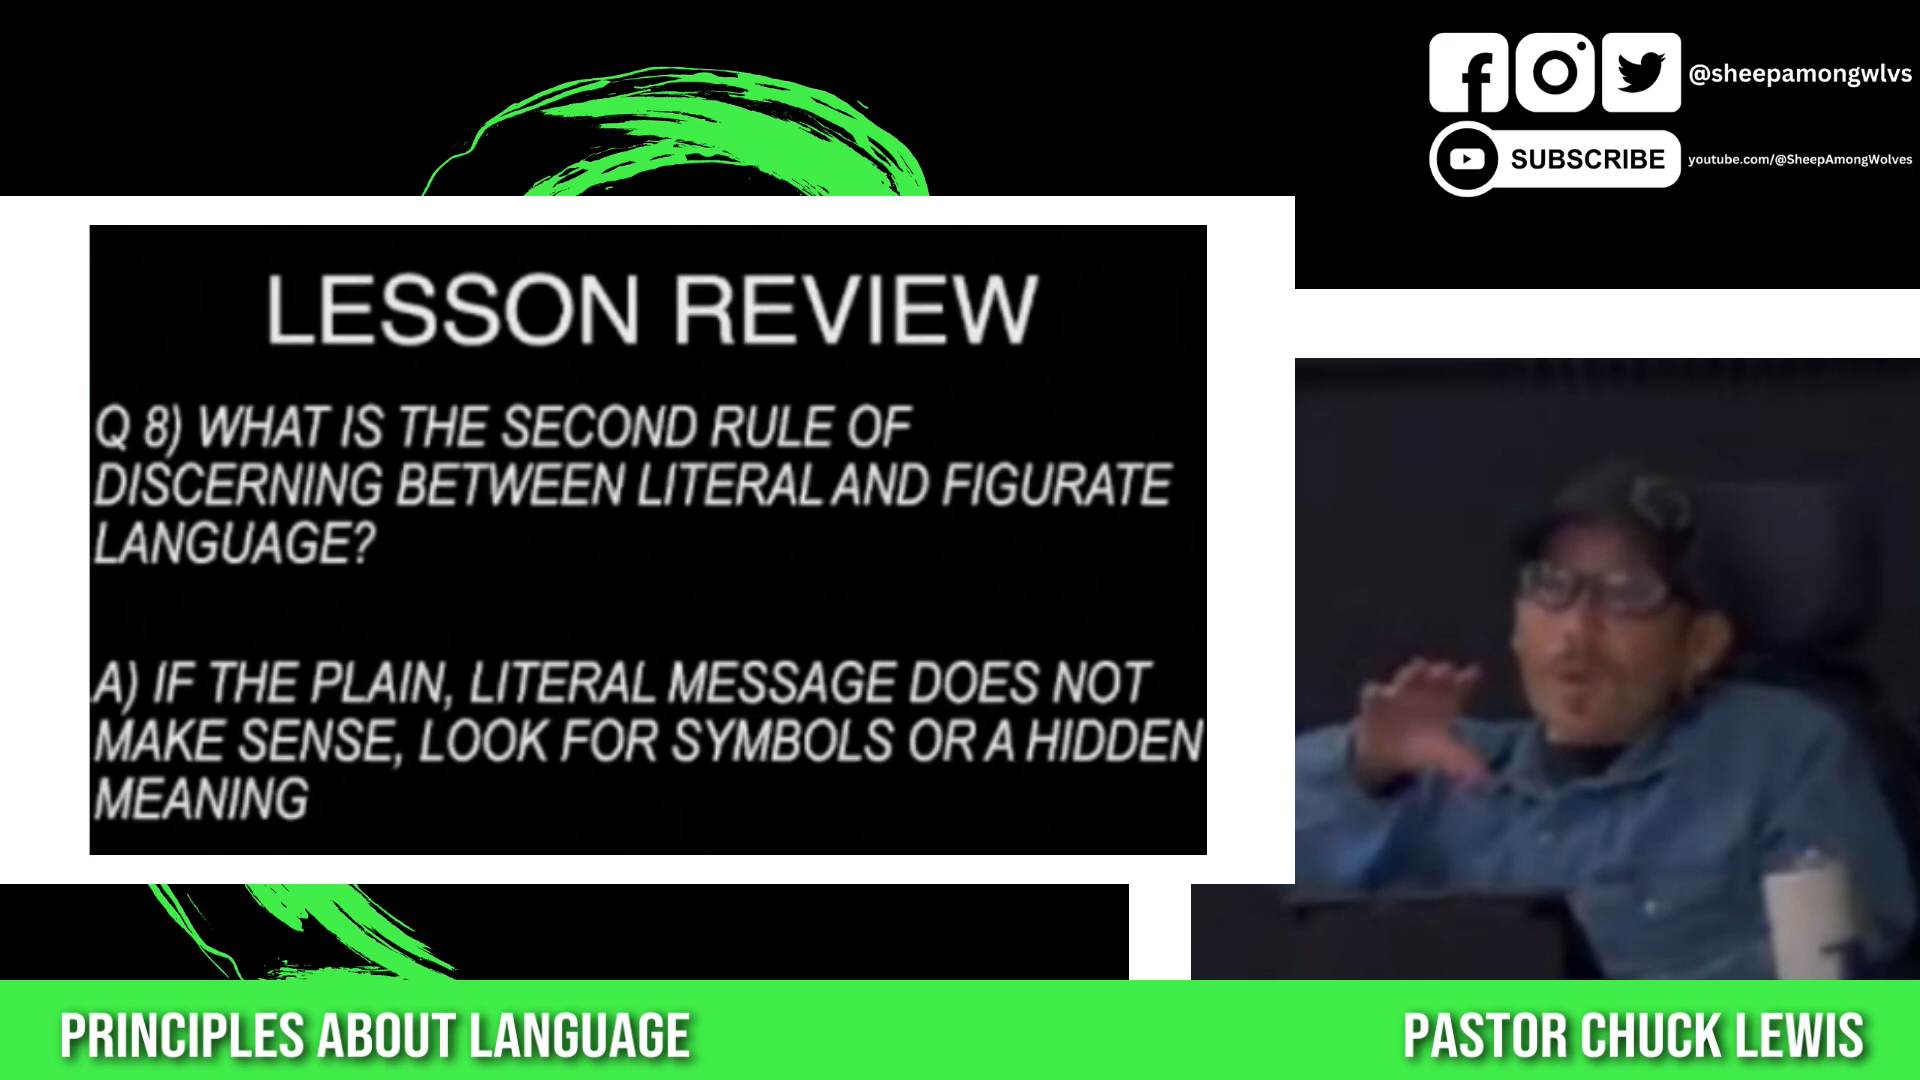 @sheepamongwlvs
SUBSCRIBE
youtube.com/@SheepAmongWolves
LESSON REVIEW
Q 8) WHAT IS THE SECOND RULE OF
DISCERNING BETWEEN LITERAL AND FIGURATE
LANGUAGE?
A) IF THE PLAIN, LITERAL MESSAGE DOES NOT
MAKE SENSE, LOOK FOR SYMBOLS OR A HIDDEN
MEANING
PRINCIPLES ABOUT LANGUAGE
PASTOR CHUCK LEWIS